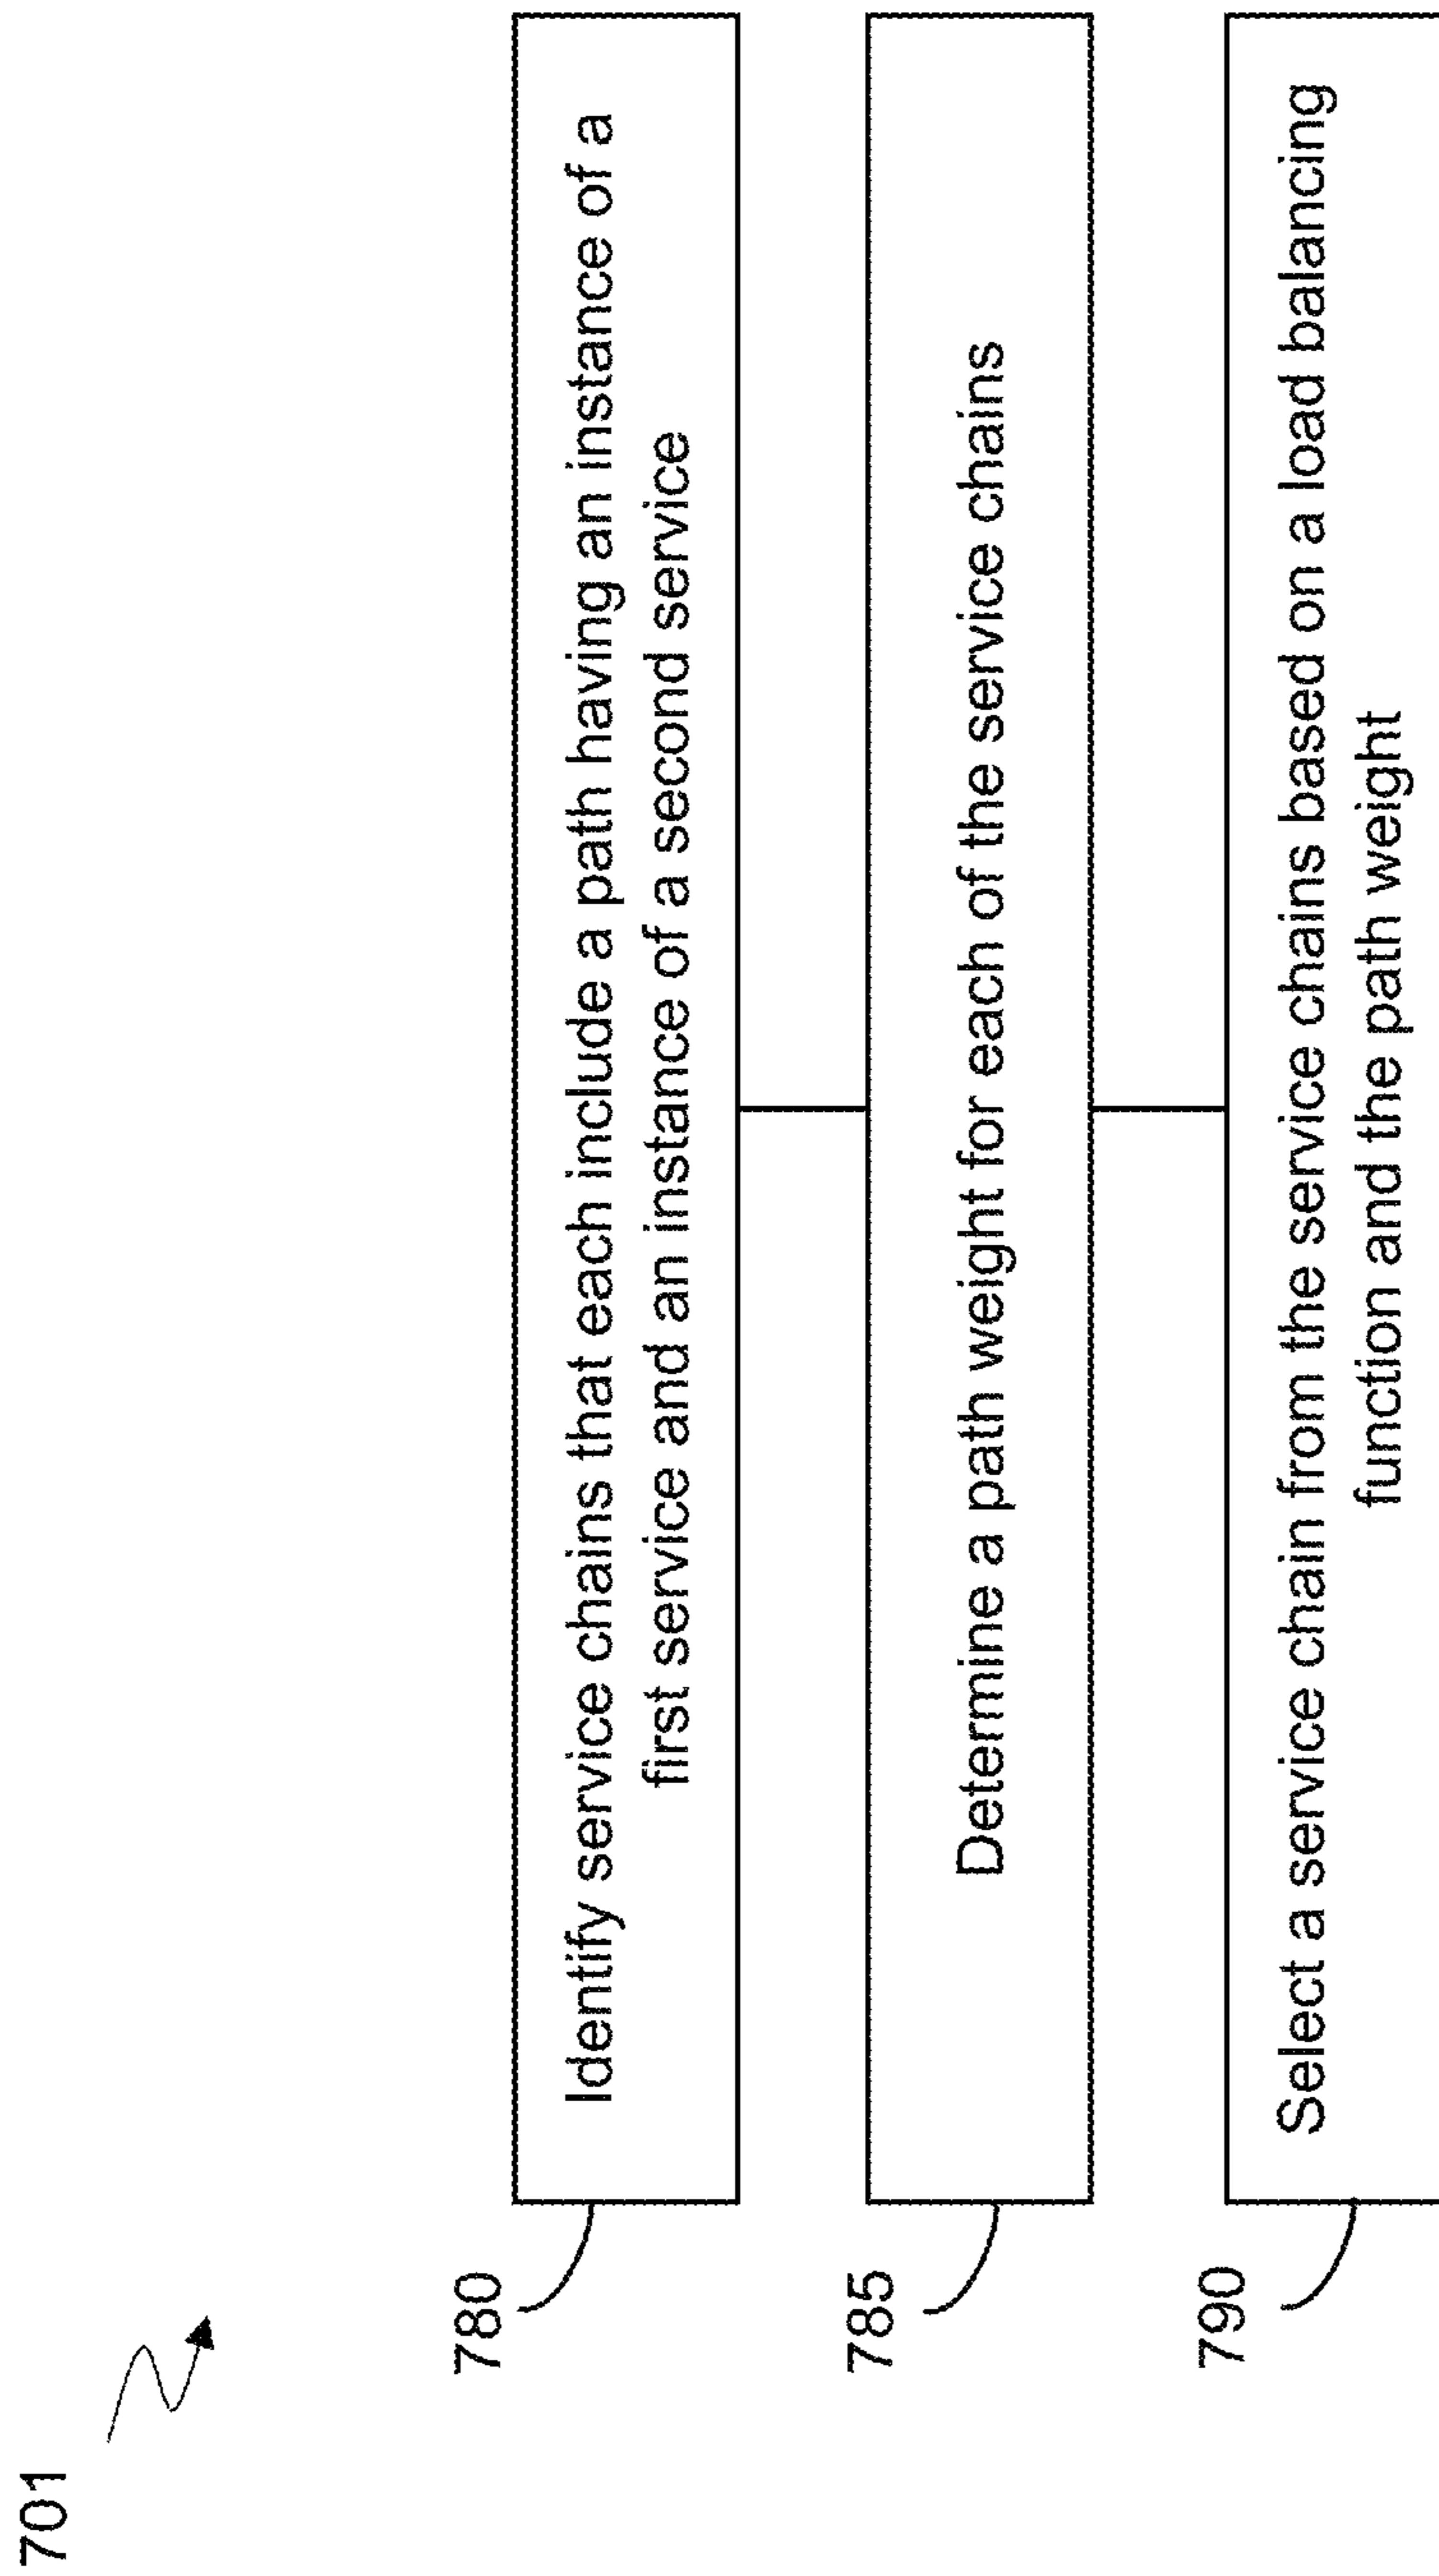 701
780
Identify service chains that each include a path having an instance of a
first service and an instance of a second service
785
Determine a path weight for each of the service chains
790
Select a service chain from the service chains based on a load balancing
function and the path weight